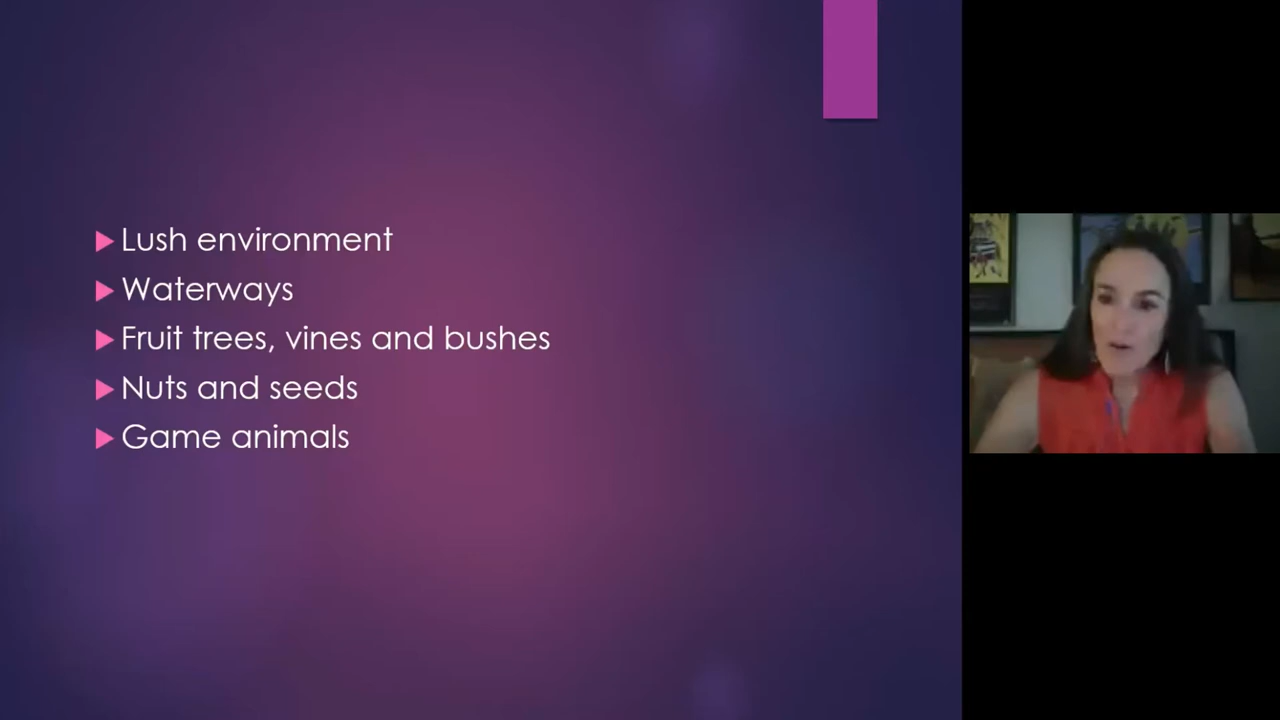 Lush environment
Waterways
Fruit trees, vines and bushes
Nuts and seeds
Game animals